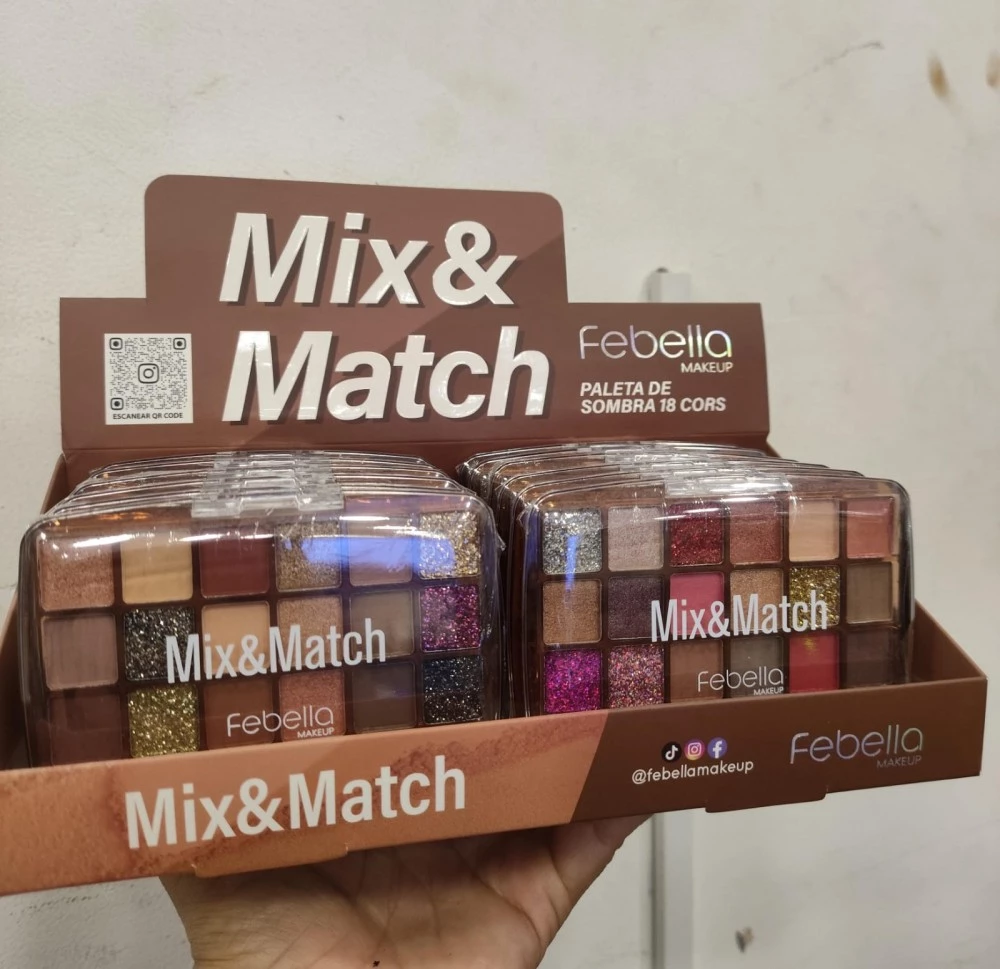 Mix&
Match
ESCANEAR QR CODE
Febella
MAKEUP
PALETA DE
SOMBRA 18 CORS
Mix&Match
Febella
MAKEUP
Mix&Match
Febella
MAKEUP
Mix&Match
@febellamakeup
Febella
MAKEUP